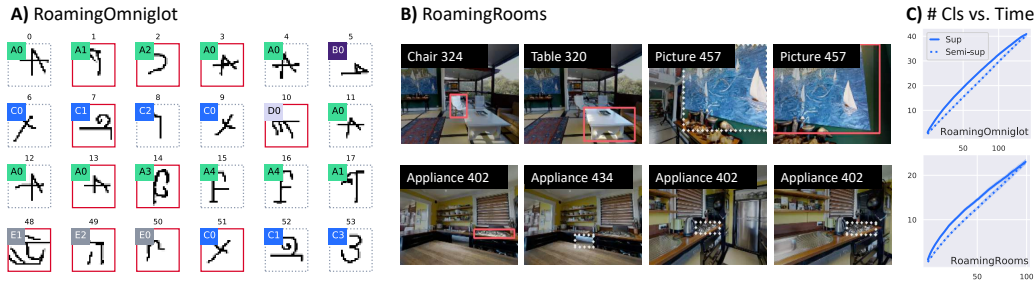 A) RoamingOmniglot
0 1 2 3 4 5
A0 A1 A2 A0 A0 B0
6 7 8 9 10 11
C0 C1 C2 C0 D0 A0
12 13 14 15 16 17
A0 A0 A3 A4 A4 A1
48 49 50 51 52 53
E1 E2 E0 C0 C1 C3
B) RoamingRooms
Chair 324 Table 320 Picture 457 Picture 457
Appliance 402 Appliance 434 Appliance 402 Appliance 402
C) # Cls vs. Time
40
30
20
10
Sup
Semi-sup
RoamingOmniglot
50 100
20
10
RoamingRooms
50 100